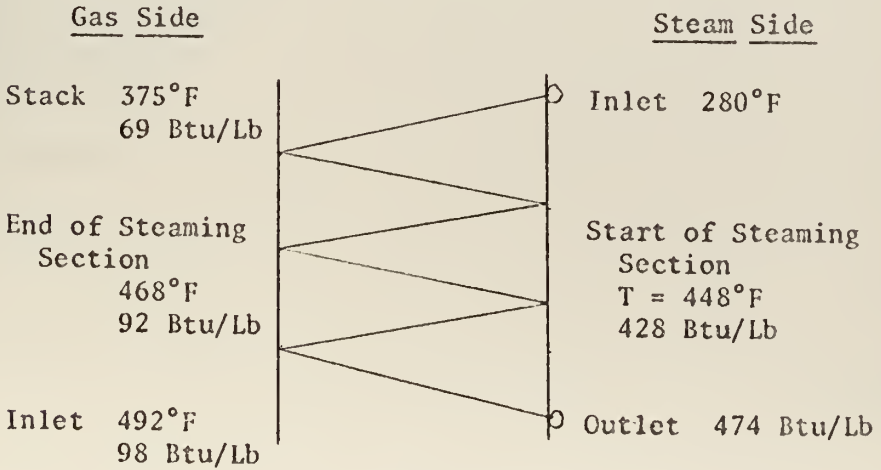 Gas Side
Stack 375°F
69 Btu/Lb
End of Steaming
Section
468°F
92 Btu/Lb
Inlet 492°F
98 Btu/Lb
Steam Side
Inlet 280°F
Start of Steaming
Section
T = 448°F
428 Btu/Lb
Outlet 474 Btu/Lb